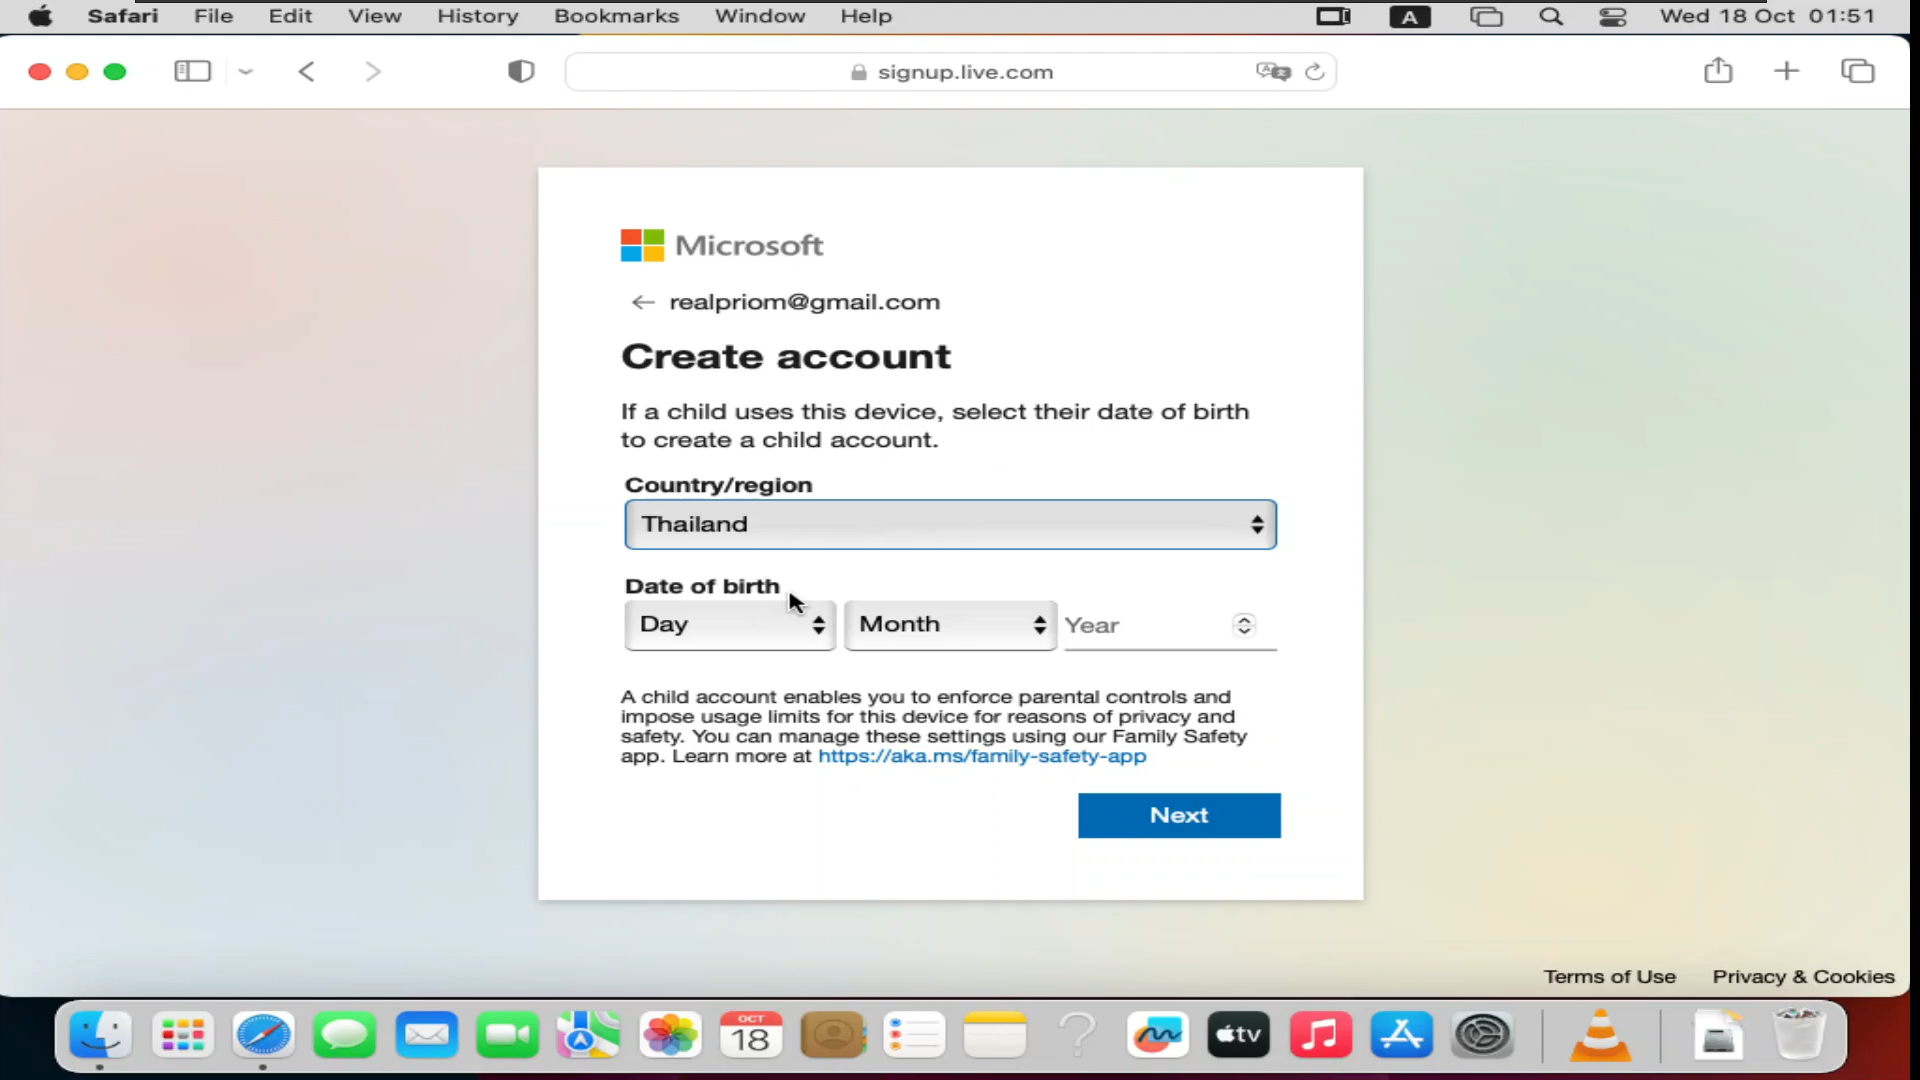 Safari File Edit View History Bookmarks Window Help A Wed 18 Oct 01:51
signup.live.com
Microsoft
realpriom@gmail.com
Create account
If a child uses this device, select their date of birth
to create a child account.
Country/region
Thailand
Date of birth
Day Month Year
A child account enables you to enforce parental controls and
impose usage limits for this device for reasons of privacy and
safety. You can manage these settings using our Family Safety
app. Learn more at https://aka.ms/family-safety-app
Next
Terms of Use Privacy & Cookies
OCT
18
tv